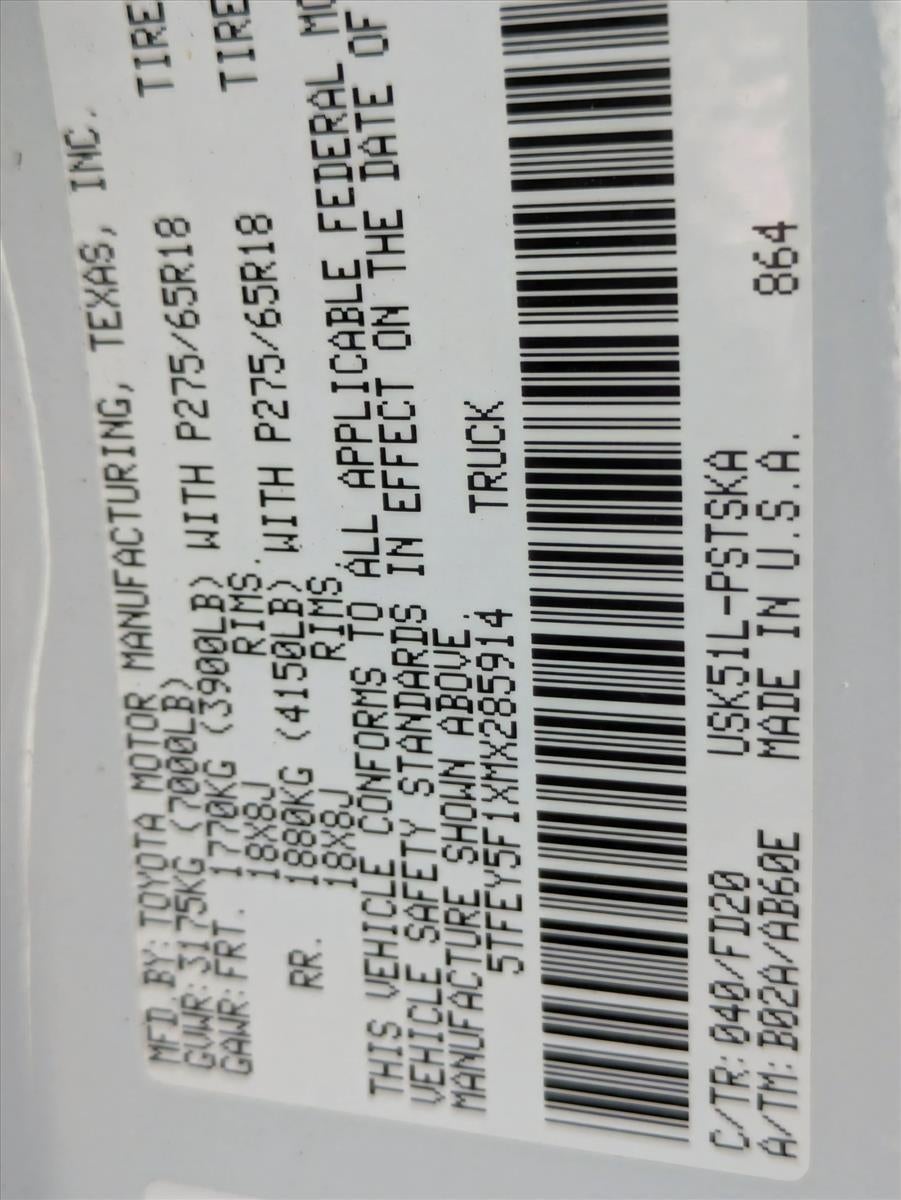 MFD.BY: TOYOTA MOTOR MANUFACTURING, TEXAS, INC.
GVWR: 3175KG (7000LB)
GAWR: FRT. 1770KG (3900LB) WITH P275/65R18 TIRE
18X8J RIMS.
RR. 1880KG (4150LB) WITH P275/65R18 TIRE
18X8J RIMS
THIS VEHICLE CONFORMS TO ALL APPLICABLE FEDERAL MO
VEHICLE SAFETY STANDARDS IN EFFECT ON THE DATE OF
MANUFACTURE SHOWN ABOVE.
5TFEY5F1XMX285914 TRUCK
C/TR: 040/FD20 USK51L-PSTSKA 864
A/TM: B02A/AB60E MADE IN U.S.A.